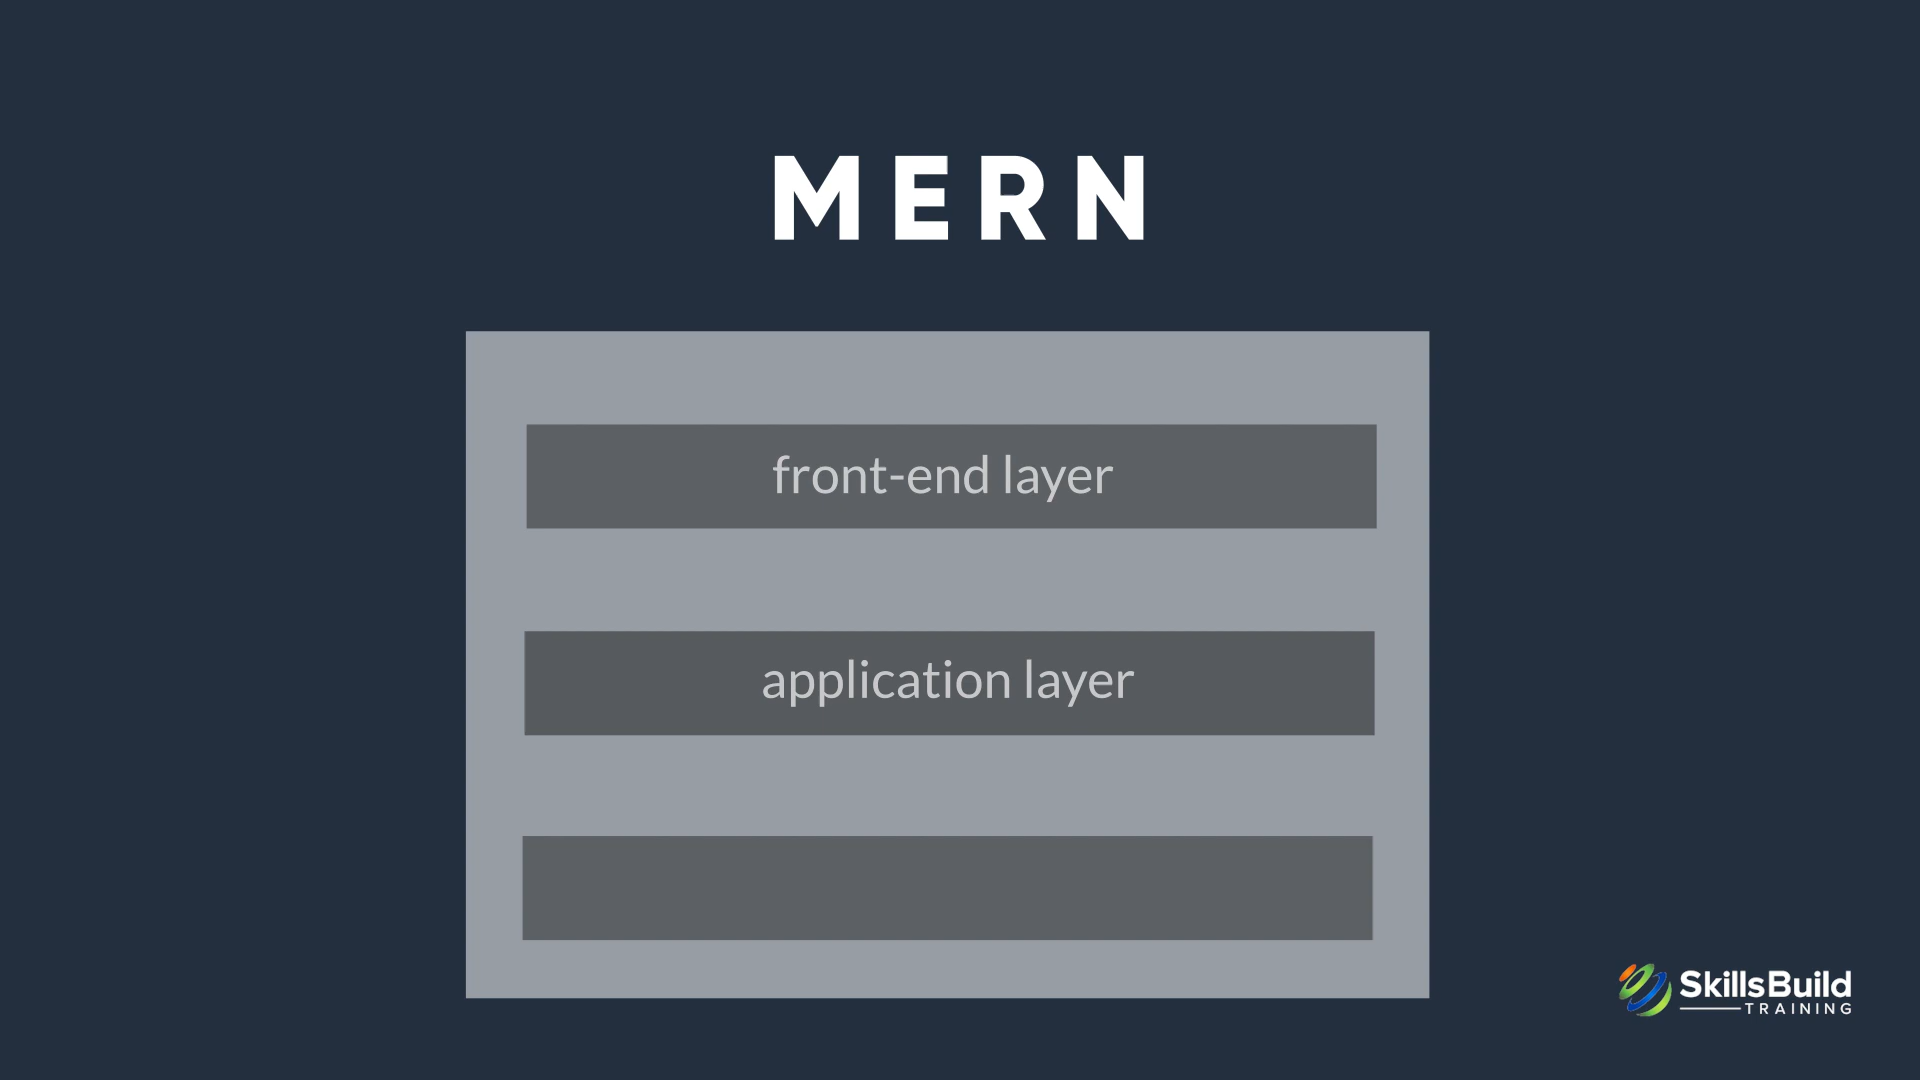 MERN
front-end layer
application layer
SkillsBuild
TRAINING